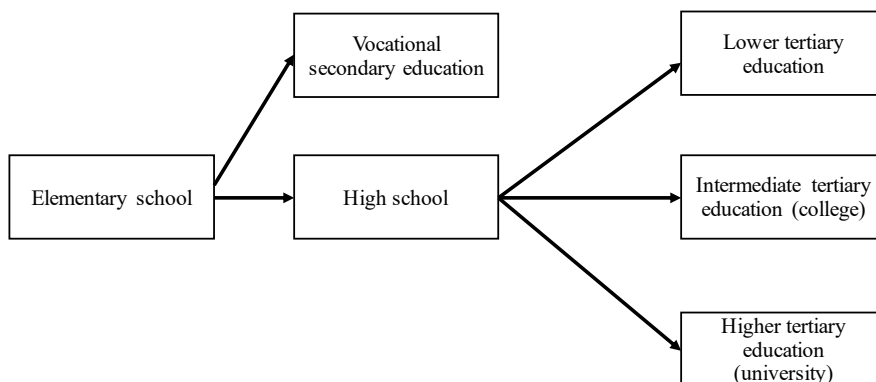 Vocational
secondary education
Lower tertiary
education
Elementary school
High school
Intermediate tertiary
education (college)
Higher tertiary
education
(university)